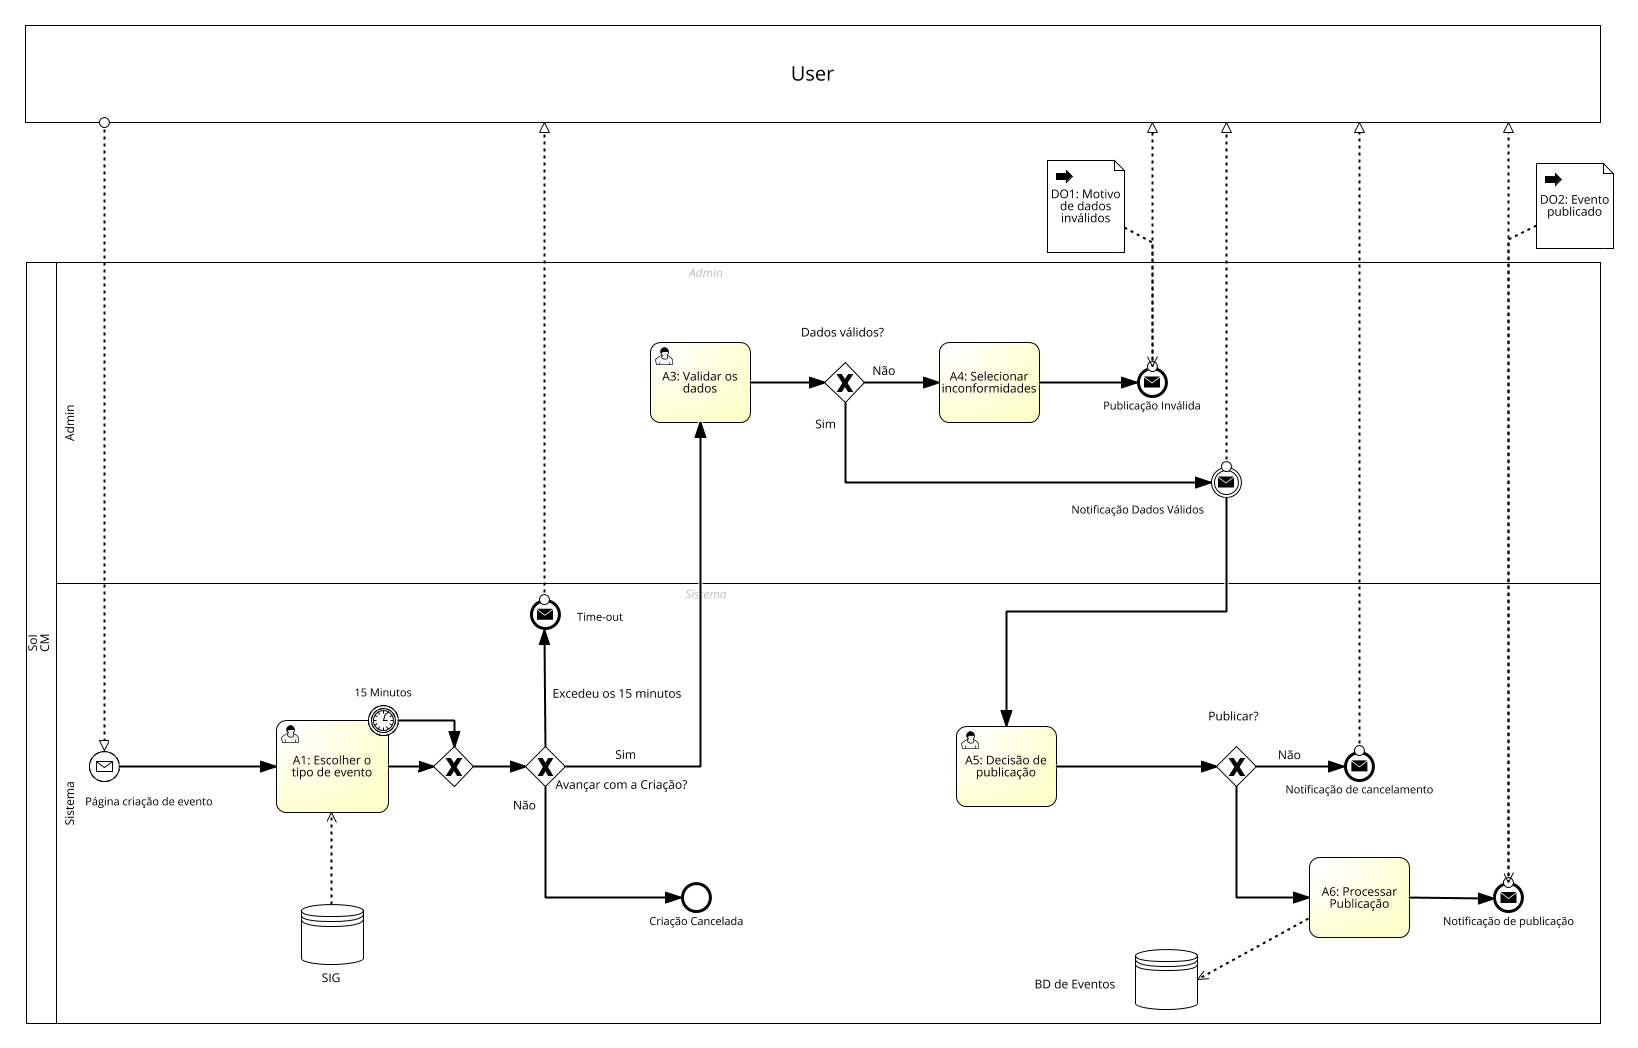 User
DO1: Motivo
de dados
inválidos
DO2: Evento
publicado
Sol
CM
Admin
Admin
Dados válidos?
A3: Validar os
dados
Não
A4: Selecionar
inconformidades
Publicação Inválida
Sim
Notificação Dados Válidos
Sistema
Sistema
Time-out
Excedeu os 15 minutos
15 Minutos
A1: Escolher o
tipo de evento
Página criação de evento
Sim
Avançar com a Criação?
Não
Criação Cancelada
SIG
A5: Decisão de
publicação
Publicar?
Não
Notificação de cancelamento
A6: Processar
Publicação
Notificação de publicação
BD de Eventos